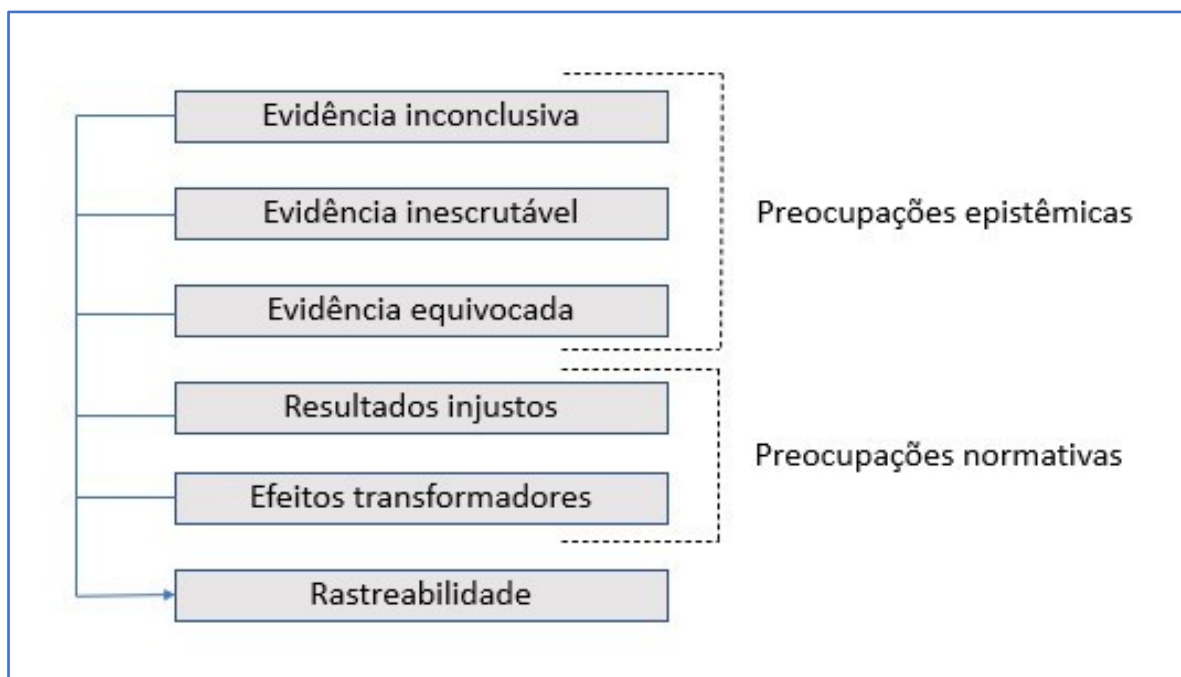 Evidência inconclusiva
Evidência inescrutável
Preocupações epistêmicas
Evidência equivocada
Resultados injustos
Preocupações normativas
Efeitos transformadores
Rastreabilidade